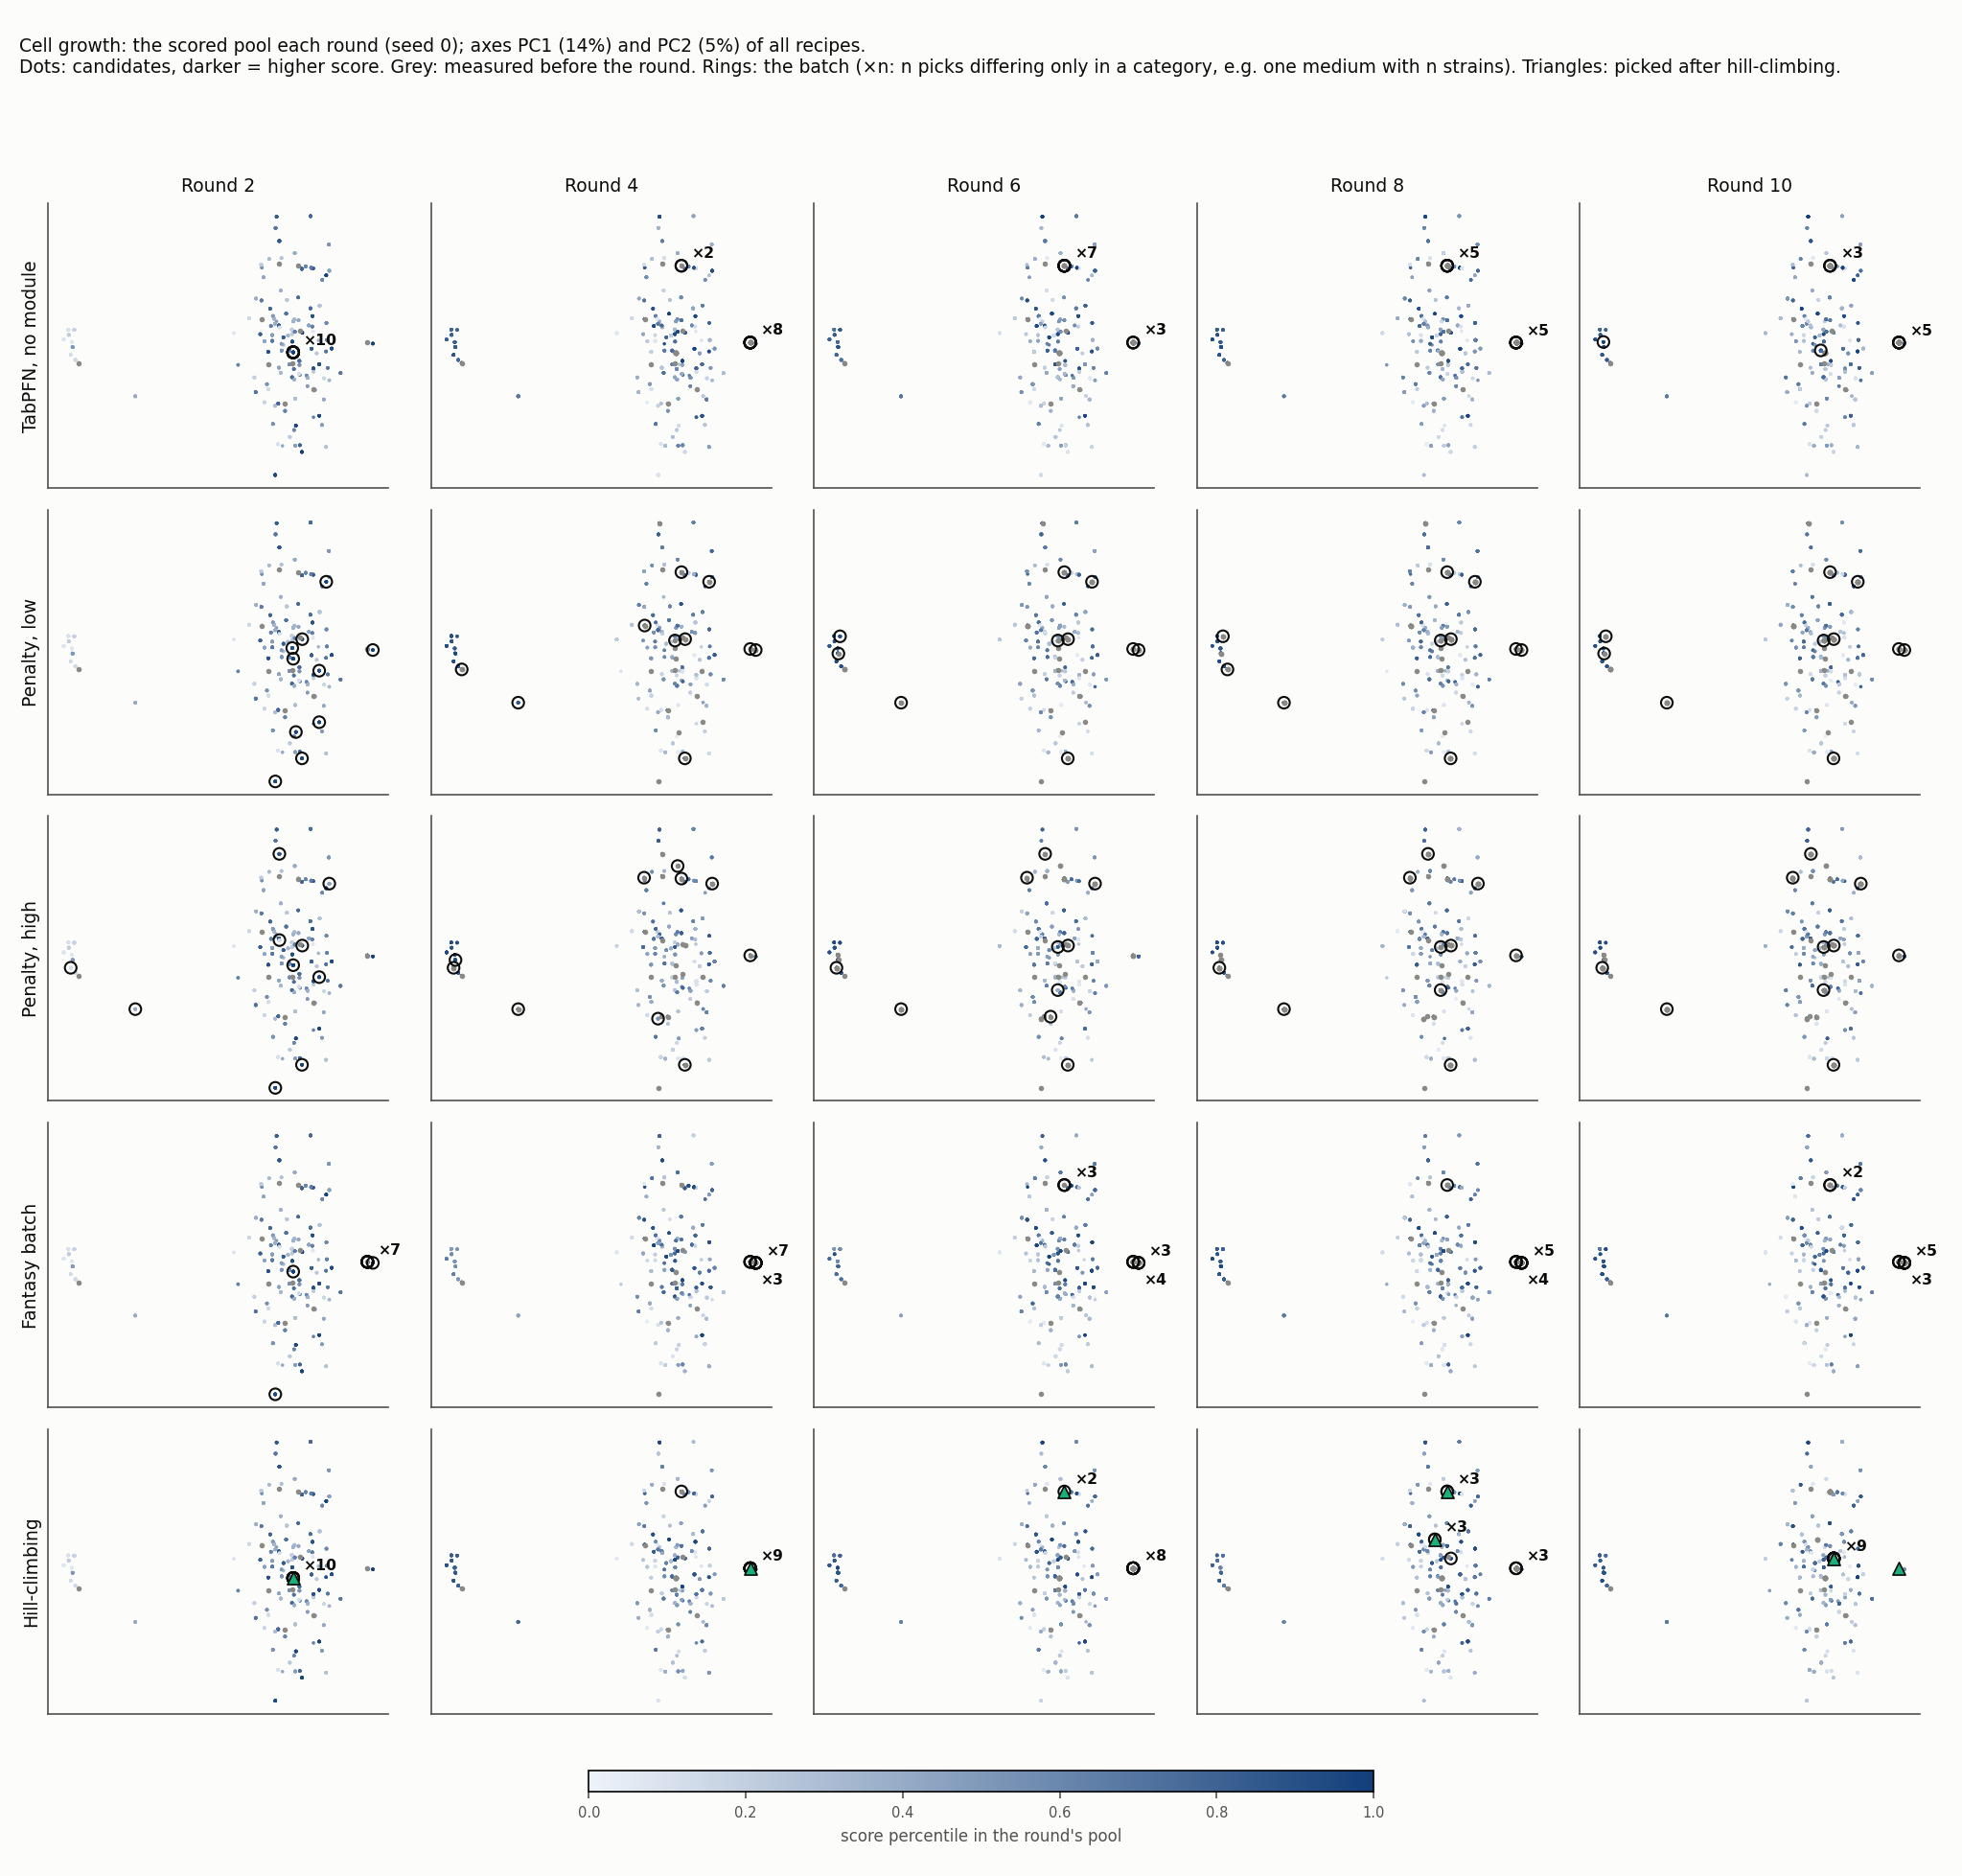 Cell growth: the scored pool each round (seed 0); axes PC1 (14%) and PC2 (5%) of all recipes.
Dots: candidates, darker = higher score. Grey: measured before the round. Rings: the batch (×n: n picks differing only in a category, e.g. one medium with n strains). Triangles: picked after hill-climbing.
Round 2
Round 4
Round 6
Round 8
Round 10
TabPFN, no module
×10
×2
×8
×7
×3
×5
×5
×3
×5
Penalty, low
Penalty, high
Fantasy batch
×7
×7
×3
×3
×3
×4
×5
×4
×2
×5
×3
Hill-climbing
×10
×9
×2
×8
×3
×3
×3
×9
0.0
0.2
0.4
0.6
0.8
1.0
score percentile in the round's pool